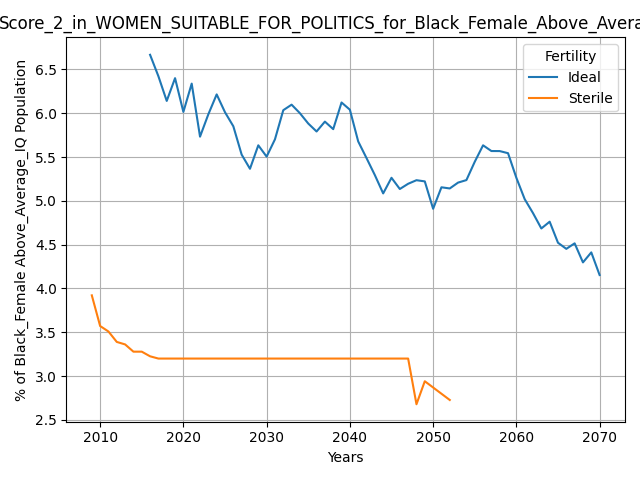 Score_2_in_WOMEN_SUITABLE_FOR_POLITICS_for_Black_Female_Above_Avera
% of Black_Female Above_Average_IQ Population
6.5
6.0
5.5
5.0
4.5
4.0
3.5
3.0
2.5
Fertility
Ideal
Sterile
2010 2020 2030 2040 2050 2060 2070
Years